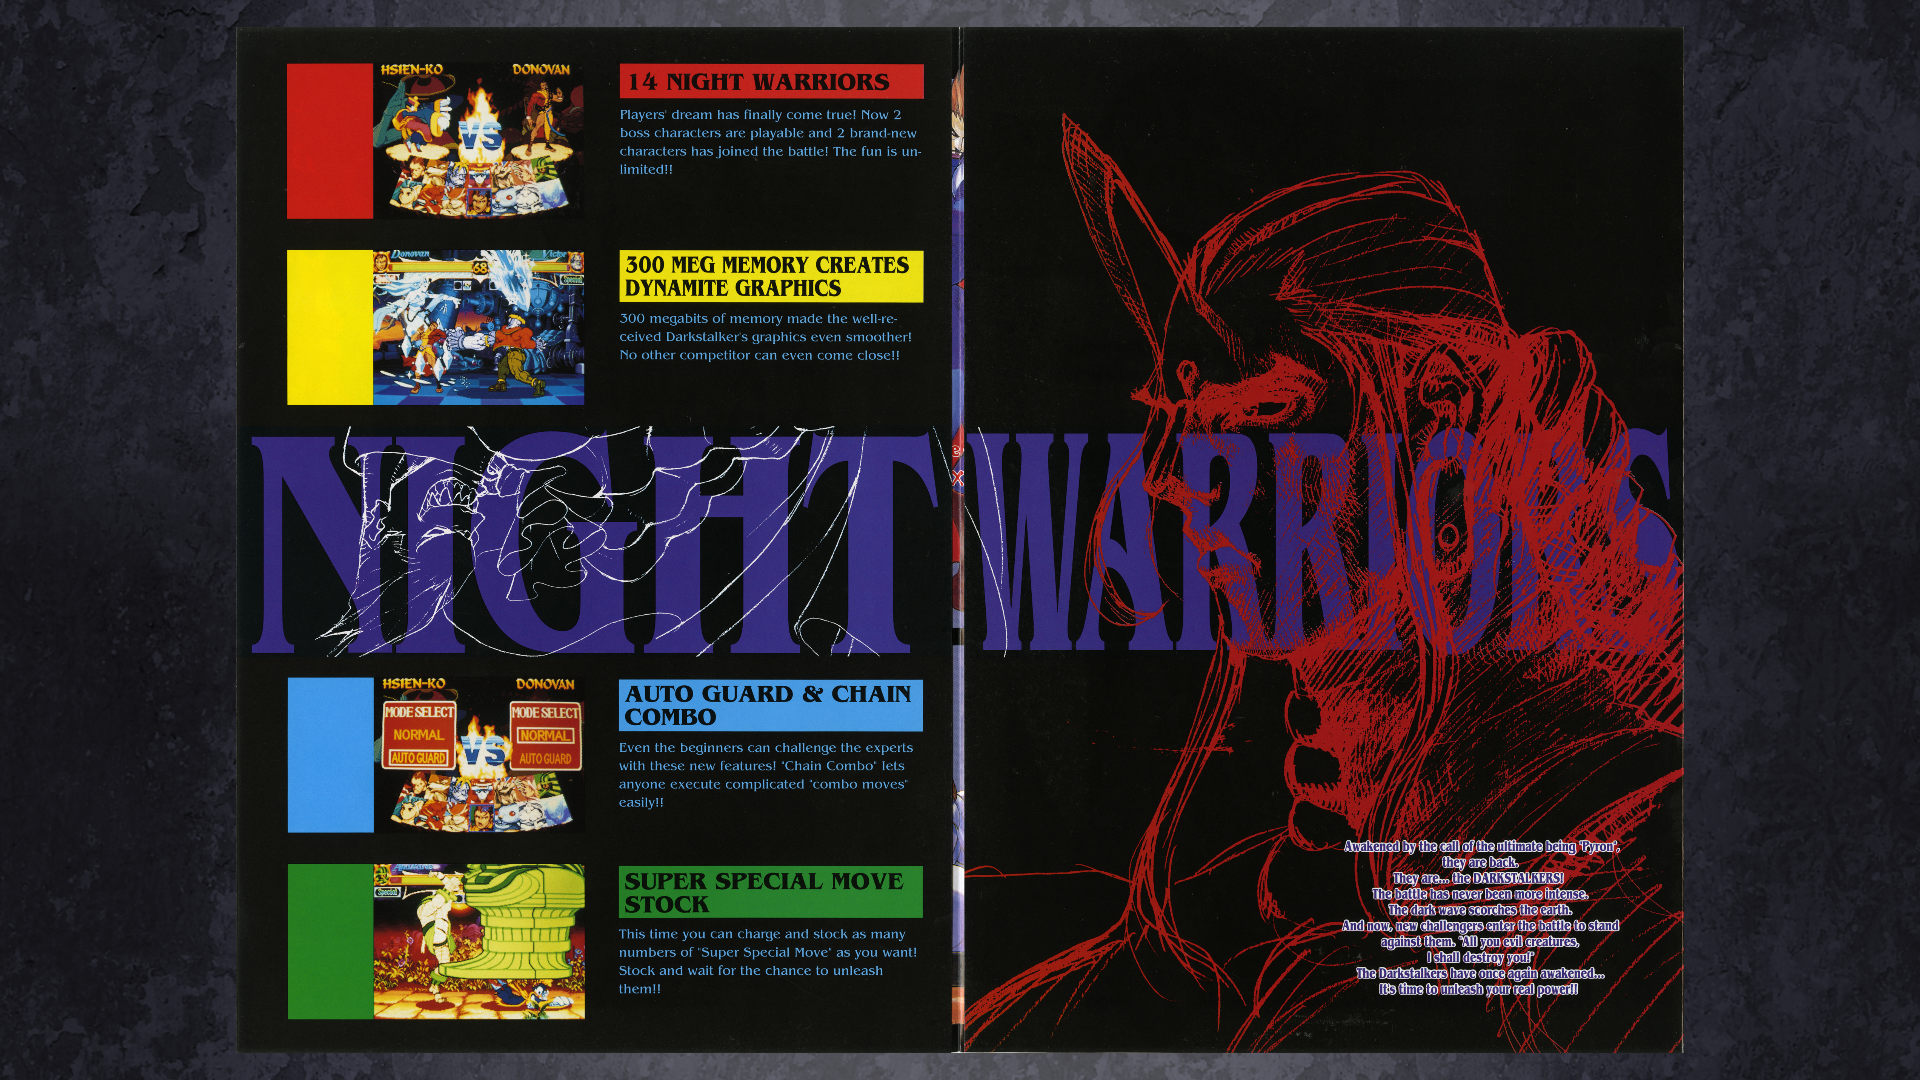 HSIEN-KO DONOVAN
VS
14 NIGHT WARRIORS
Players' dream has finally come true! Now 2
boss characters are playable and 2 brand-new
characters has joined the battle! The fun is un-
limited!!
Donovan 68 Victor
Special
300 MEG MEMORY CREATES
DYNAMITE GRAPHICS
300 megabits of memory made the well-re-
ceived Darkstalker's graphics even smoother!
No other competitor can even come close!!
NIGHT WARRIORS
HSIEN-KO DONOVAN
MODE SELECT MODE SELECT
NORMAL VS NORMAL
AUTO GUARD AUTO GUARD
AUTO GUARD & CHAIN
COMBO
Even the beginners can challenge the experts
with these new features! "Chain Combo" lets
anyone execute complicated "combo moves"
easily!!
Special
SUPER SPECIAL MOVE
STOCK
This time you can charge and stock as many
numbers of "Super Special Move" as you want!
Stock and wait for the chance to unleash
them!!
Awakened by the call of the ultimate being "Pyron",
they are back.
They are... the DARKSTALKERS!
The battle has never been more intense.
The dark wave scorches the earth.
And now, new challengers enter the battle to stand
against them. "All you evil creatures,
I shall destroy you!"
The Darkstalkers have once again awakened...
It's time to unleash your real power!!